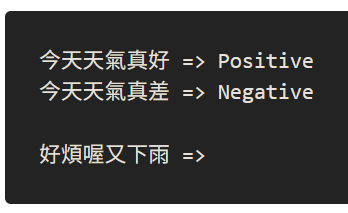 今天天氣真好 => Positive
今天天氣真差 => Negative
好煩喔又下雨 =>